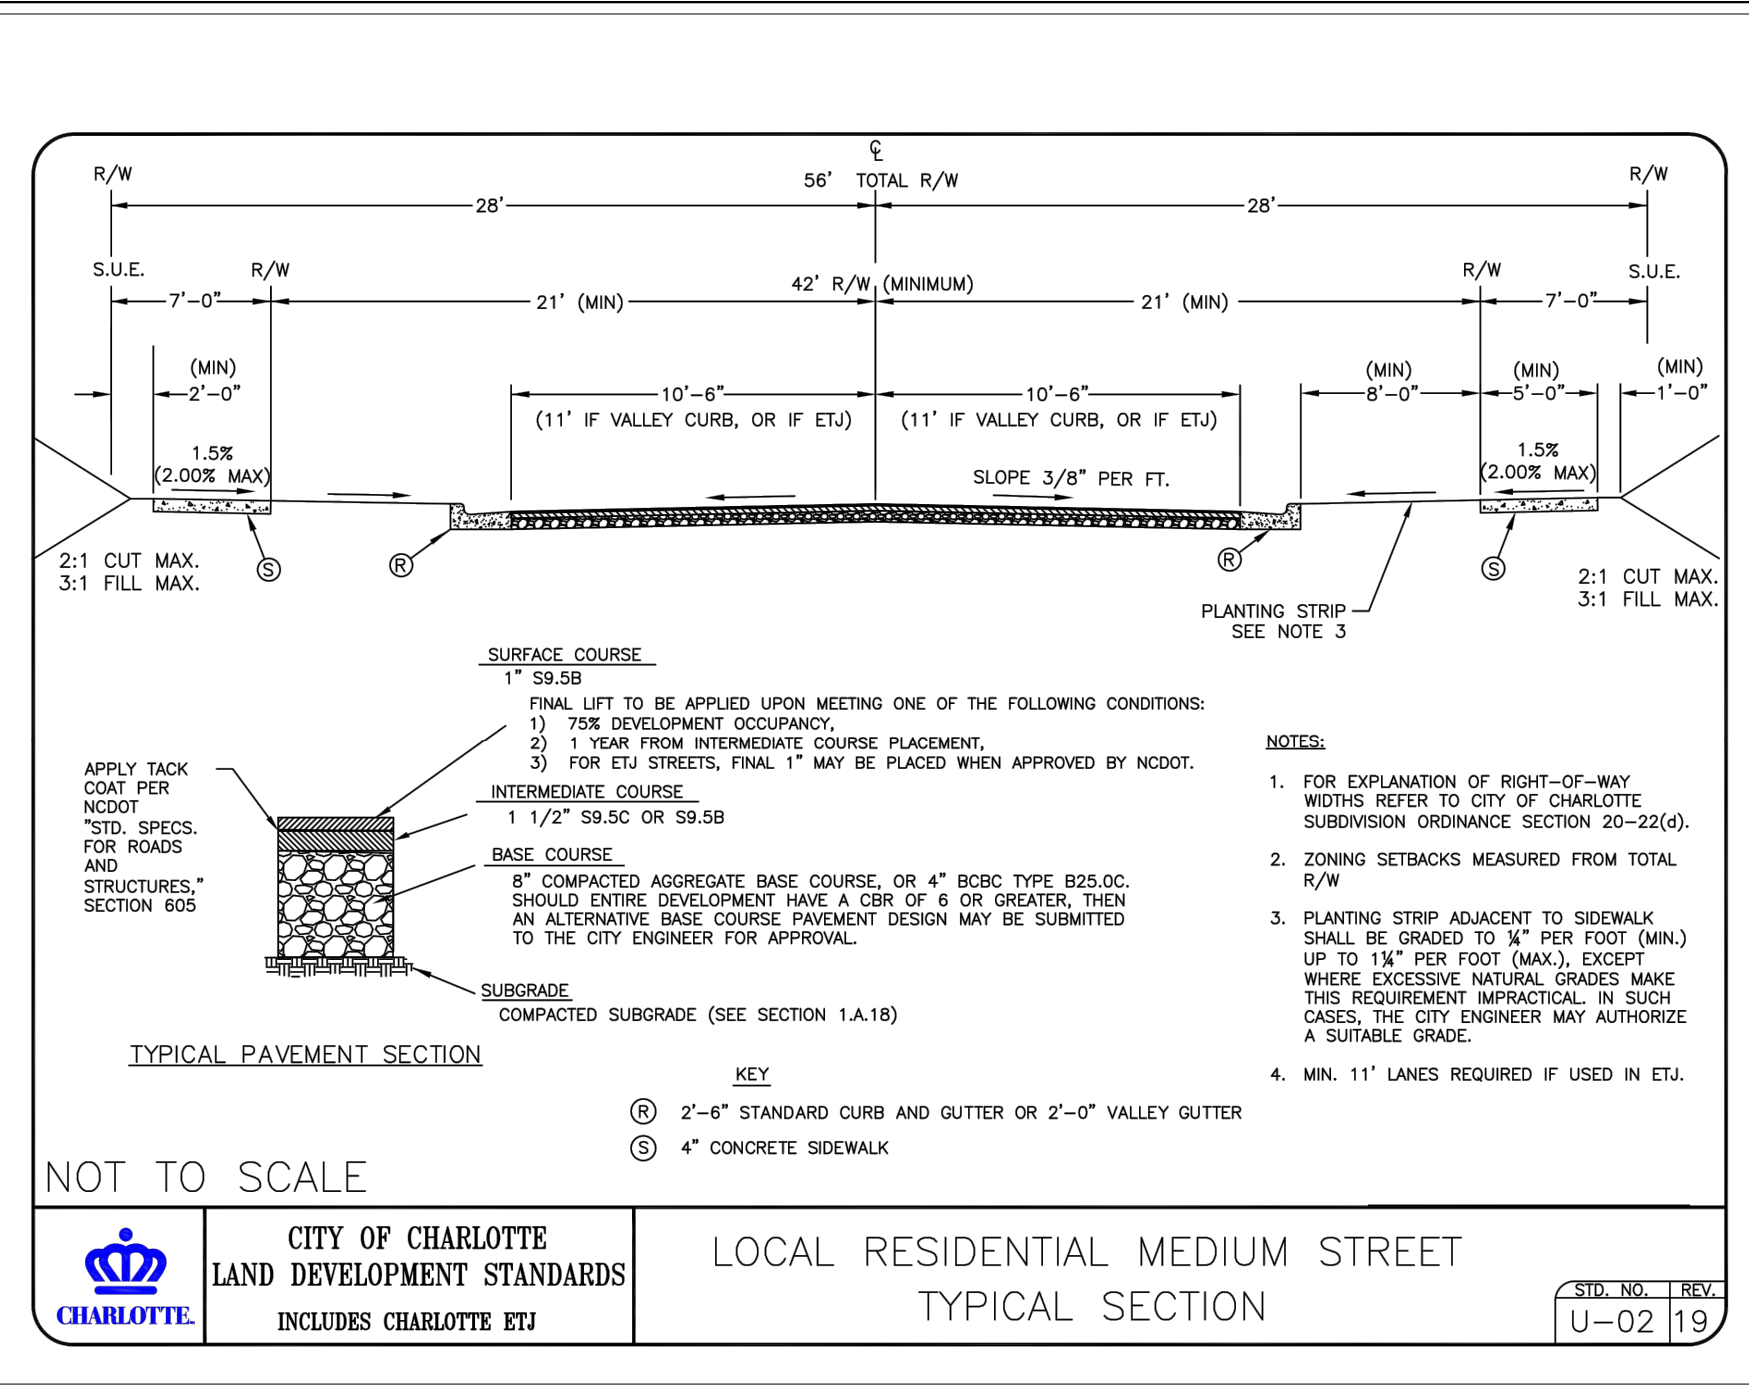 ℄
R/W
56' TOTAL R/W
R/W
28'
28'
S.U.E.
R/W
R/W
S.U.E.
42' R/W (MINIMUM)
7'-0"
21' (MIN)
21' (MIN)
7'-0"
(MIN)
2'-0"
10'-6"
10'-6"
(MIN)
8'-0"
(MIN)
5'-0"
(MIN)
1'-0"
(11' IF VALLEY CURB, OR IF ETJ)
(11' IF VALLEY CURB, OR IF ETJ)
1.5%
(2.00% MAX)
SLOPE 3/8" PER FT.
1.5%
(2.00% MAX)
2:1 CUT MAX.
3:1 FILL MAX.
S
R
R
S
2:1 CUT MAX.
3:1 FILL MAX.
PLANTING STRIP
SEE NOTE 3
SURFACE COURSE
1" S9.5B
FINAL LIFT TO BE APPLIED UPON MEETING ONE OF THE FOLLOWING CONDITIONS:
1) 75% DEVELOPMENT OCCUPANCY,
2) 1 YEAR FROM INTERMEDIATE COURSE PLACEMENT,
3) FOR ETJ STREETS, FINAL 1" MAY BE PLACED WHEN APPROVED BY NCDOT.
APPLY TACK
COAT PER
NCDOT
"STD. SPECS.
FOR ROADS
AND
STRUCTURES,"
SECTION 605
INTERMEDIATE COURSE
1 1/2" S9.5C OR S9.5B
BASE COURSE
8" COMPACTED AGGREGATE BASE COURSE, OR 4" BCBC TYPE B25.0C.
SHOULD ENTIRE DEVELOPMENT HAVE A CBR OF 6 OR GREATER, THEN
AN ALTERNATIVE BASE COURSE PAVEMENT DESIGN MAY BE SUBMITTED
TO THE CITY ENGINEER FOR APPROVAL.
SUBGRADE
COMPACTED SUBGRADE (SEE SECTION 1.A.18)
TYPICAL PAVEMENT SECTION
NOTES:
1. FOR EXPLANATION OF RIGHT-OF-WAY
WIDTHS REFER TO CITY OF CHARLOTTE
SUBDIVISION ORDINANCE SECTION 20-22(d).
2. ZONING SETBACKS MEASURED FROM TOTAL
R/W
3. PLANTING STRIP ADJACENT TO SIDEWALK
SHALL BE GRADED TO ¼" PER FOOT (MIN.)
UP TO 1¼" PER FOOT (MAX.), EXCEPT
WHERE EXCESSIVE NATURAL GRADES MAKE
THIS REQUIREMENT IMPRACTICAL. IN SUCH
CASES, THE CITY ENGINEER MAY AUTHORIZE
A SUITABLE GRADE.
4. MIN. 11' LANES REQUIRED IF USED IN ETJ.
KEY
R 2'-6" STANDARD CURB AND GUTTER OR 2'-0" VALLEY GUTTER
S 4" CONCRETE SIDEWALK
NOT TO SCALE
CHARLOTTE.
CITY OF CHARLOTTE
LAND DEVELOPMENT STANDARDS
INCLUDES CHARLOTTE ETJ
LOCAL RESIDENTIAL MEDIUM STREET
TYPICAL SECTION
STD. NO. REV.
U-02 19